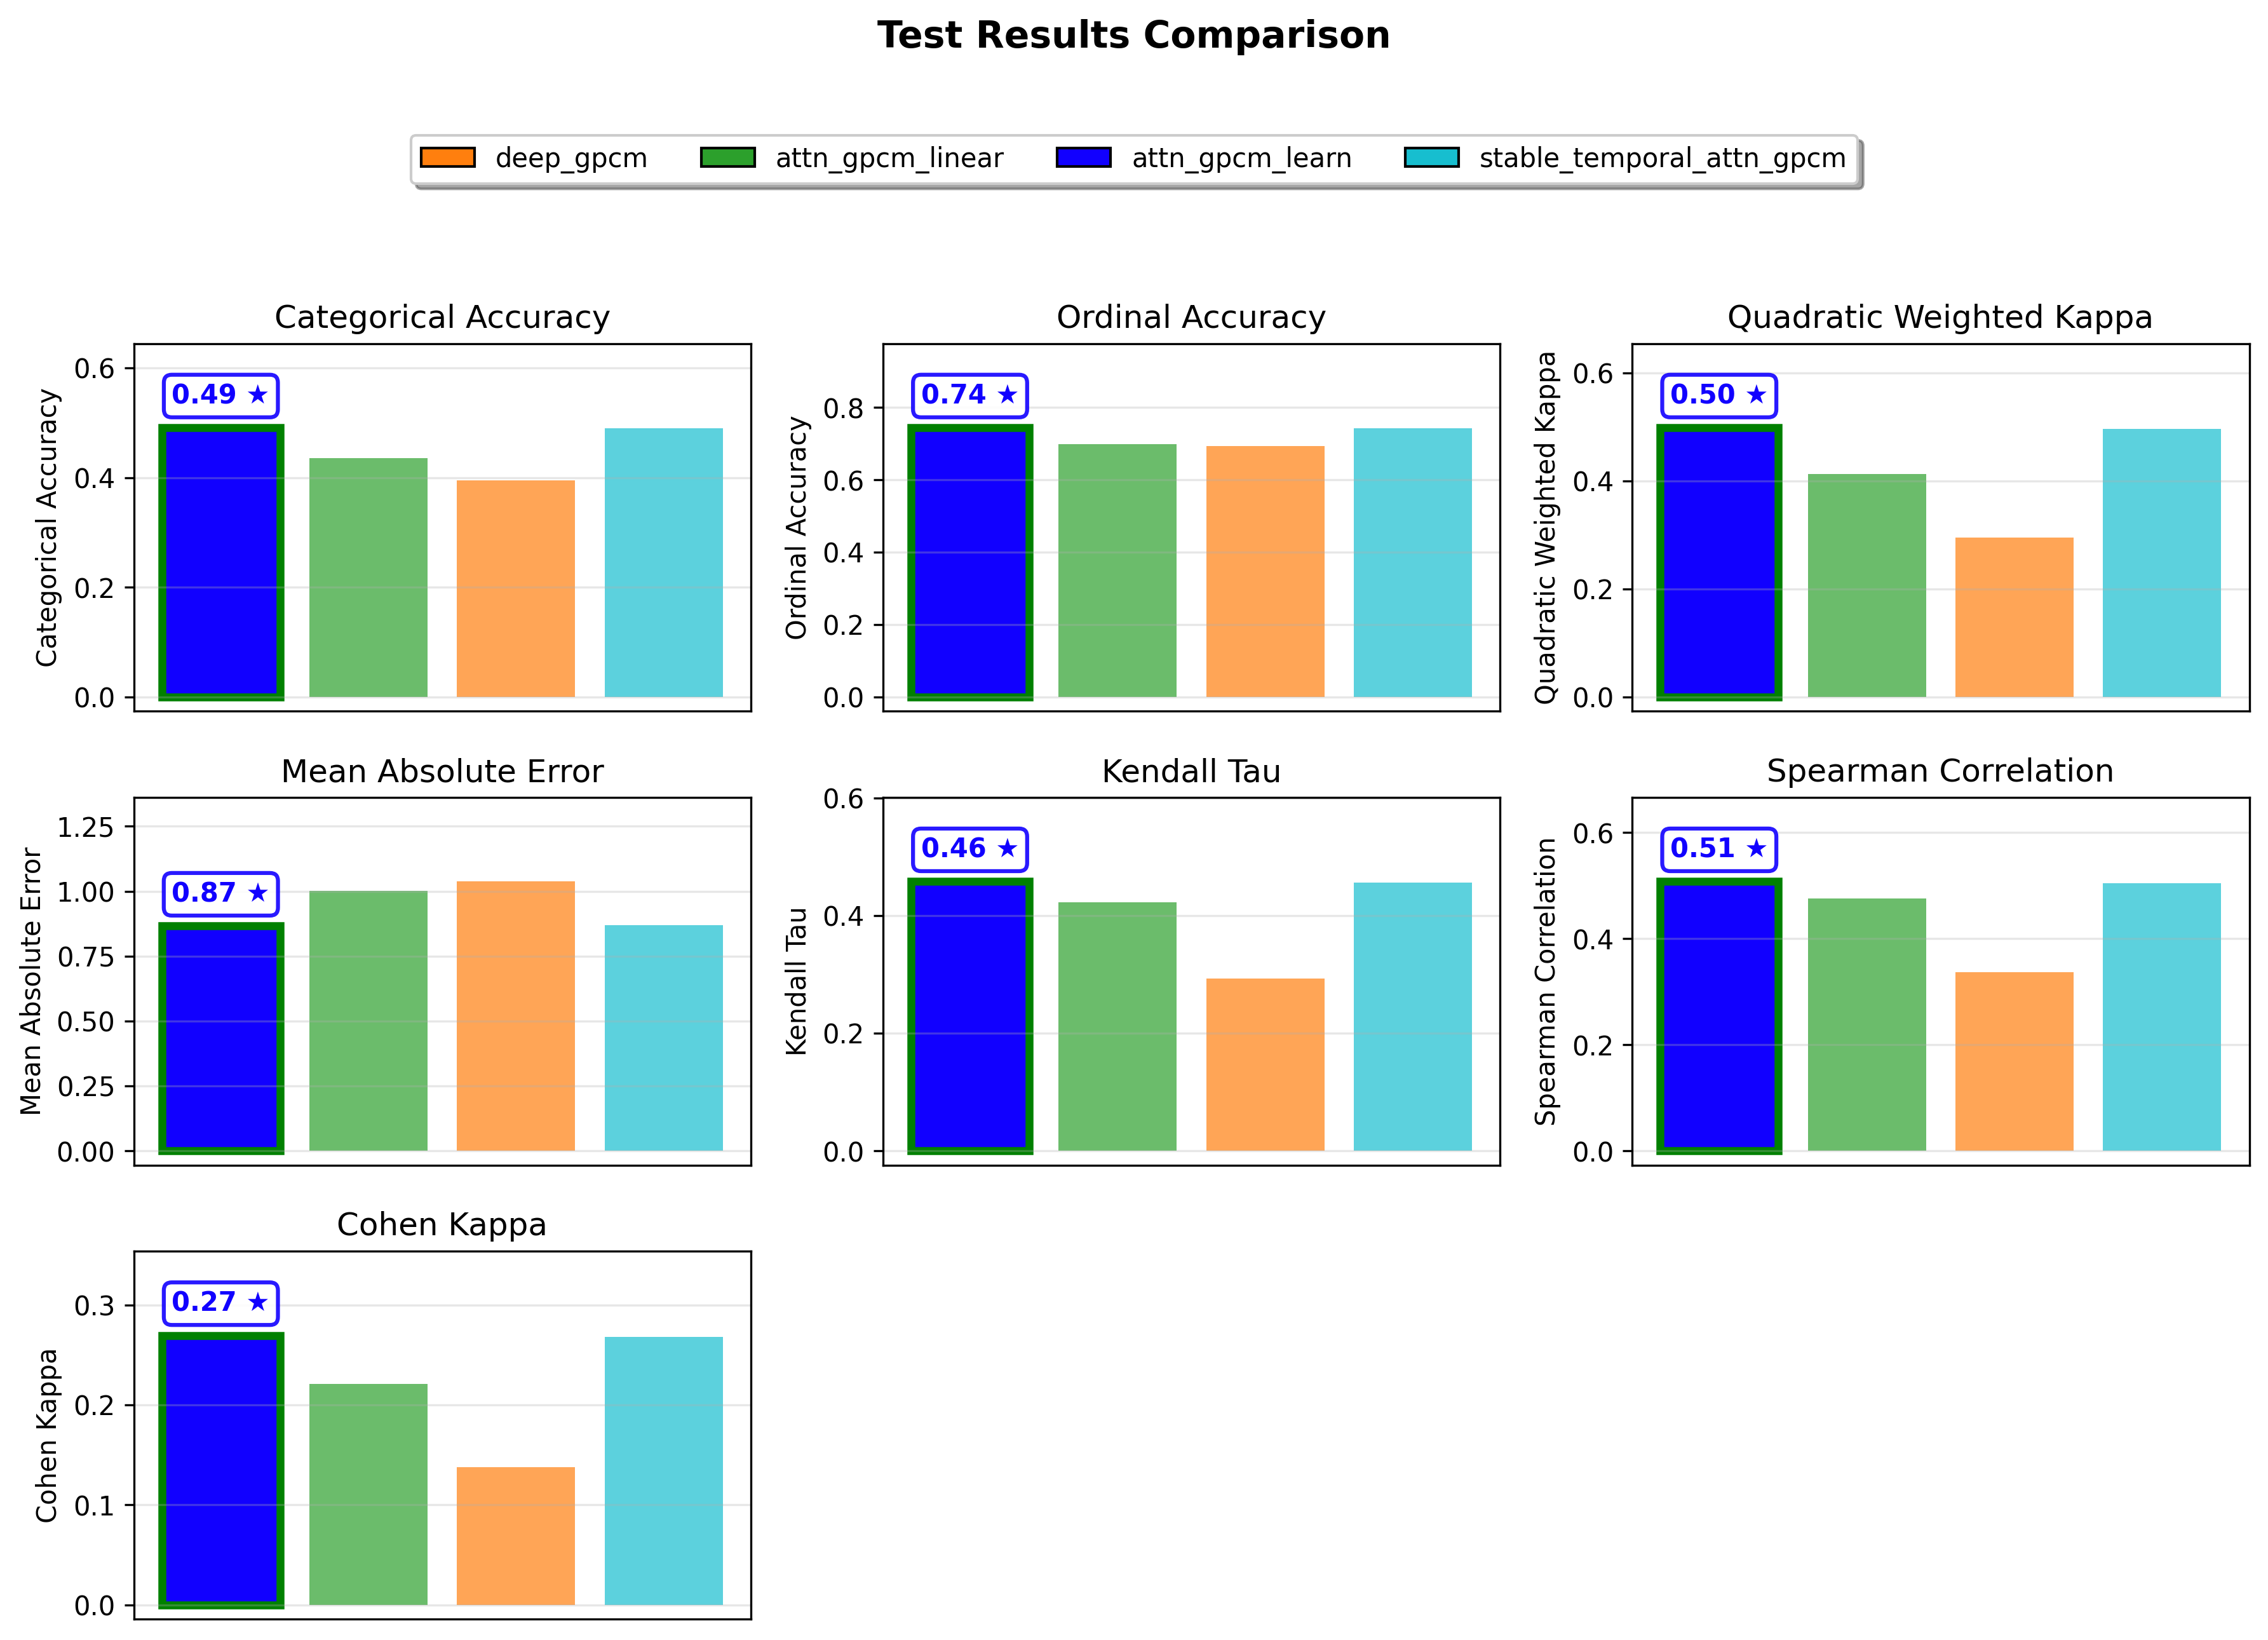 Test Results Comparison
deep_gpcm attn_gpcm_linear attn_gpcm_learn stable_temporal_attn_gpcm
Categorical Accuracy
Categorical Accuracy
0.6
0.4
0.2
0.0
0.49 ★
Ordinal Accuracy
Ordinal Accuracy
0.8
0.6
0.4
0.2
0.0
0.74 ★
Quadratic Weighted Kappa
Quadratic Weighted Kappa
0.6
0.4
0.2
0.0
0.50 ★
Mean Absolute Error
Mean Absolute Error
1.25
1.00
0.75
0.50
0.25
0.00
0.87 ★
Kendall Tau
Kendall Tau
0.6
0.4
0.2
0.0
0.46 ★
Spearman Correlation
Spearman Correlation
0.6
0.4
0.2
0.0
0.51 ★
Cohen Kappa
Cohen Kappa
0.3
0.2
0.1
0.0
0.27 ★